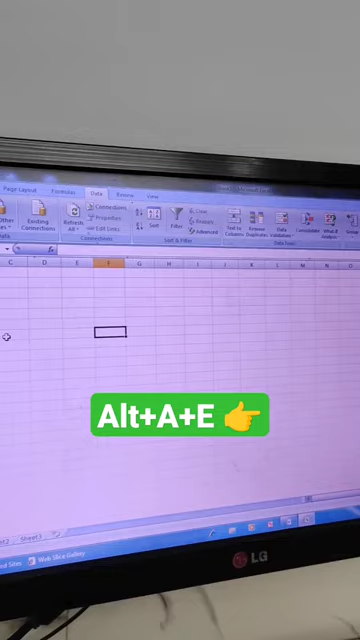 Page Layout Formulas Data Review View
Existing Connections
Refresh All
Connections
Properties
Edit Links
Connections
Sort
Filter
Clear
Reapply
Advanced
Sort & Filter
Text to Columns
Remove Duplicates
Data Validation
Consolidate
What-If Analysis
Data Tools
C D E F G H I J K L M N
Alt+A+E 👉
Sheet3
Web Slice Gallery
LG